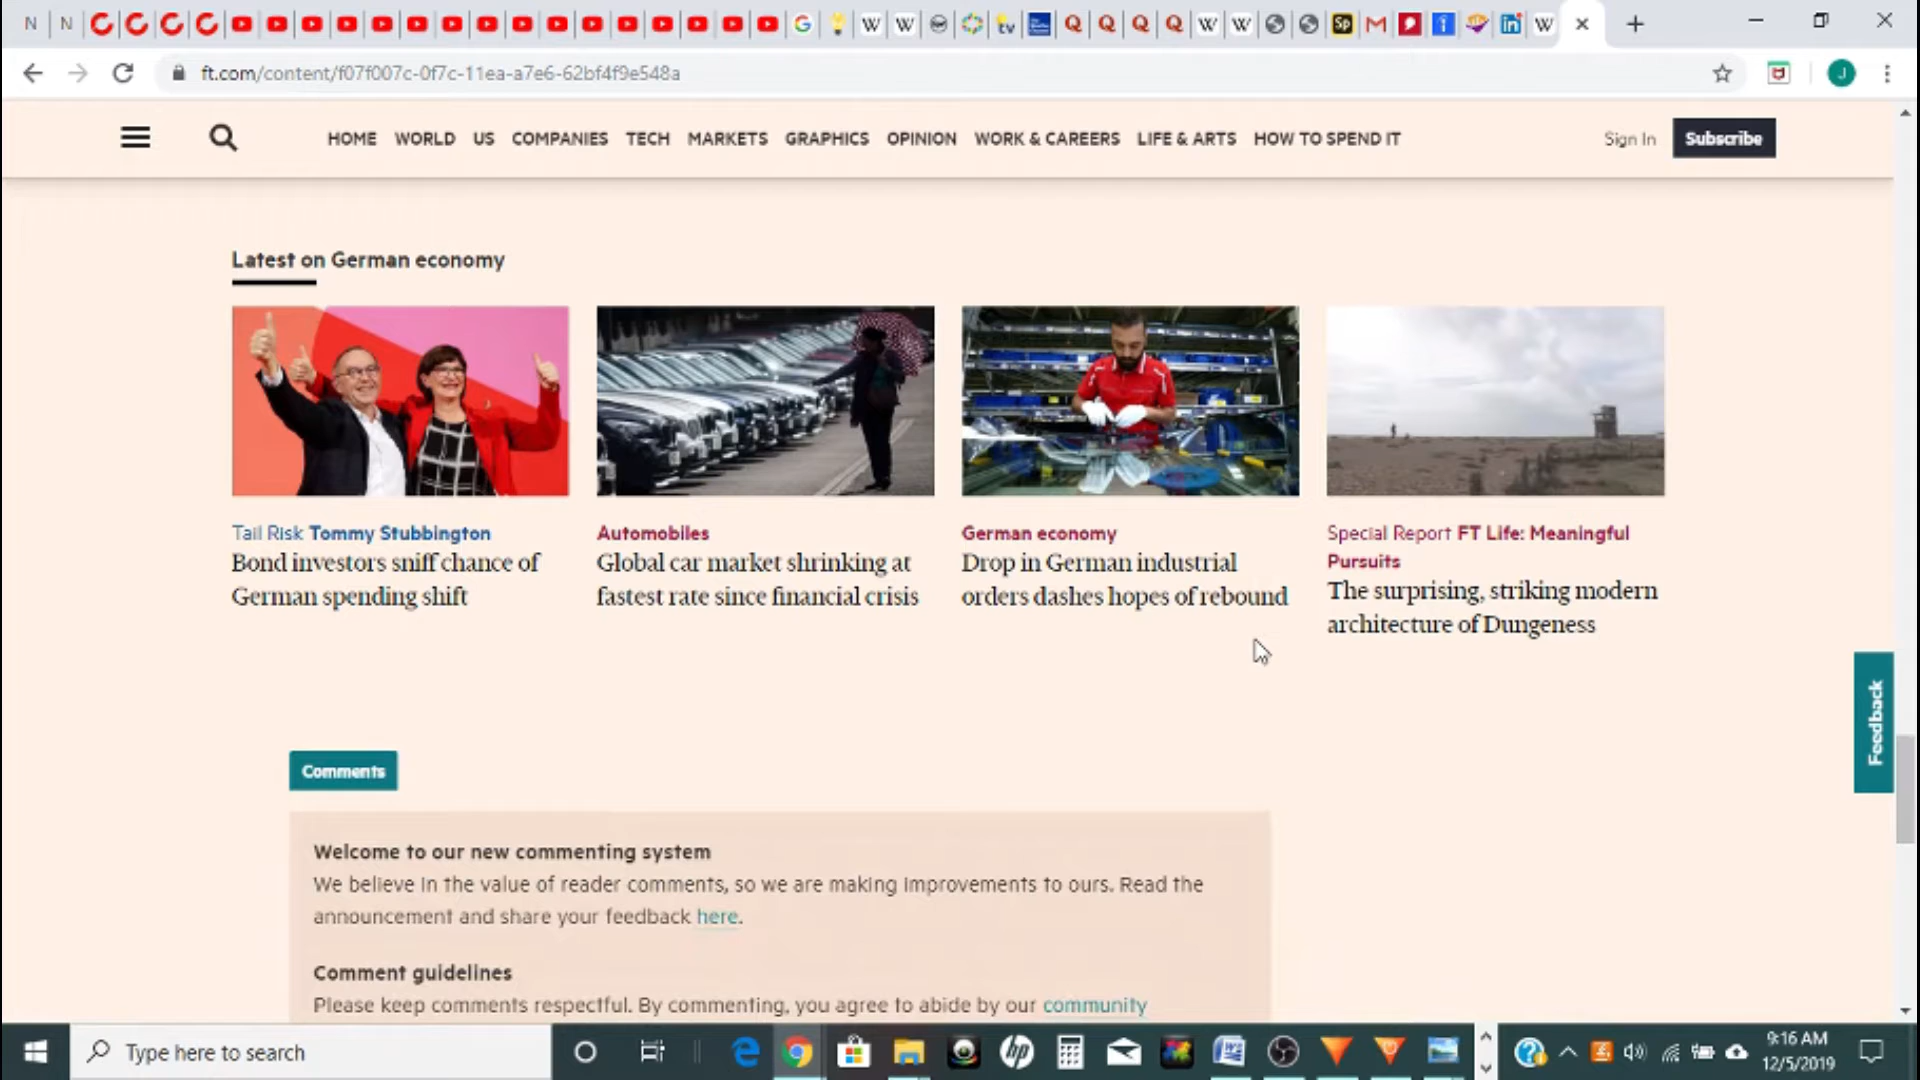 ft.com/content/f07f007c-0f7c-11ea-a7e6-62bf4f9e548a
HOME WORLD US COMPANIES TECH MARKETS GRAPHICS OPINION WORK & CAREERS LIFE & ARTS HOW TO SPEND IT Sign In Subscribe
Latest on German economy
Tail Risk Tommy Stubbington
Bond investors sniff chance of
German spending shift
Automobiles
Global car market shrinking at
fastest rate since financial crisis
German economy
Drop in German industrial
orders dashes hopes of rebound
Special Report FT Life: Meaningful
Pursuits
The surprising, striking modern
architecture of Dungeness
Feedback
Comments
Welcome to our new commenting system
We believe in the value of reader comments, so we are making improvements to ours. Read the
announcement and share your feedback here.
Comment guidelines
Please keep comments respectful. By commenting, you agree to abide by our community
Type here to search
9:16 AM
12/5/2019